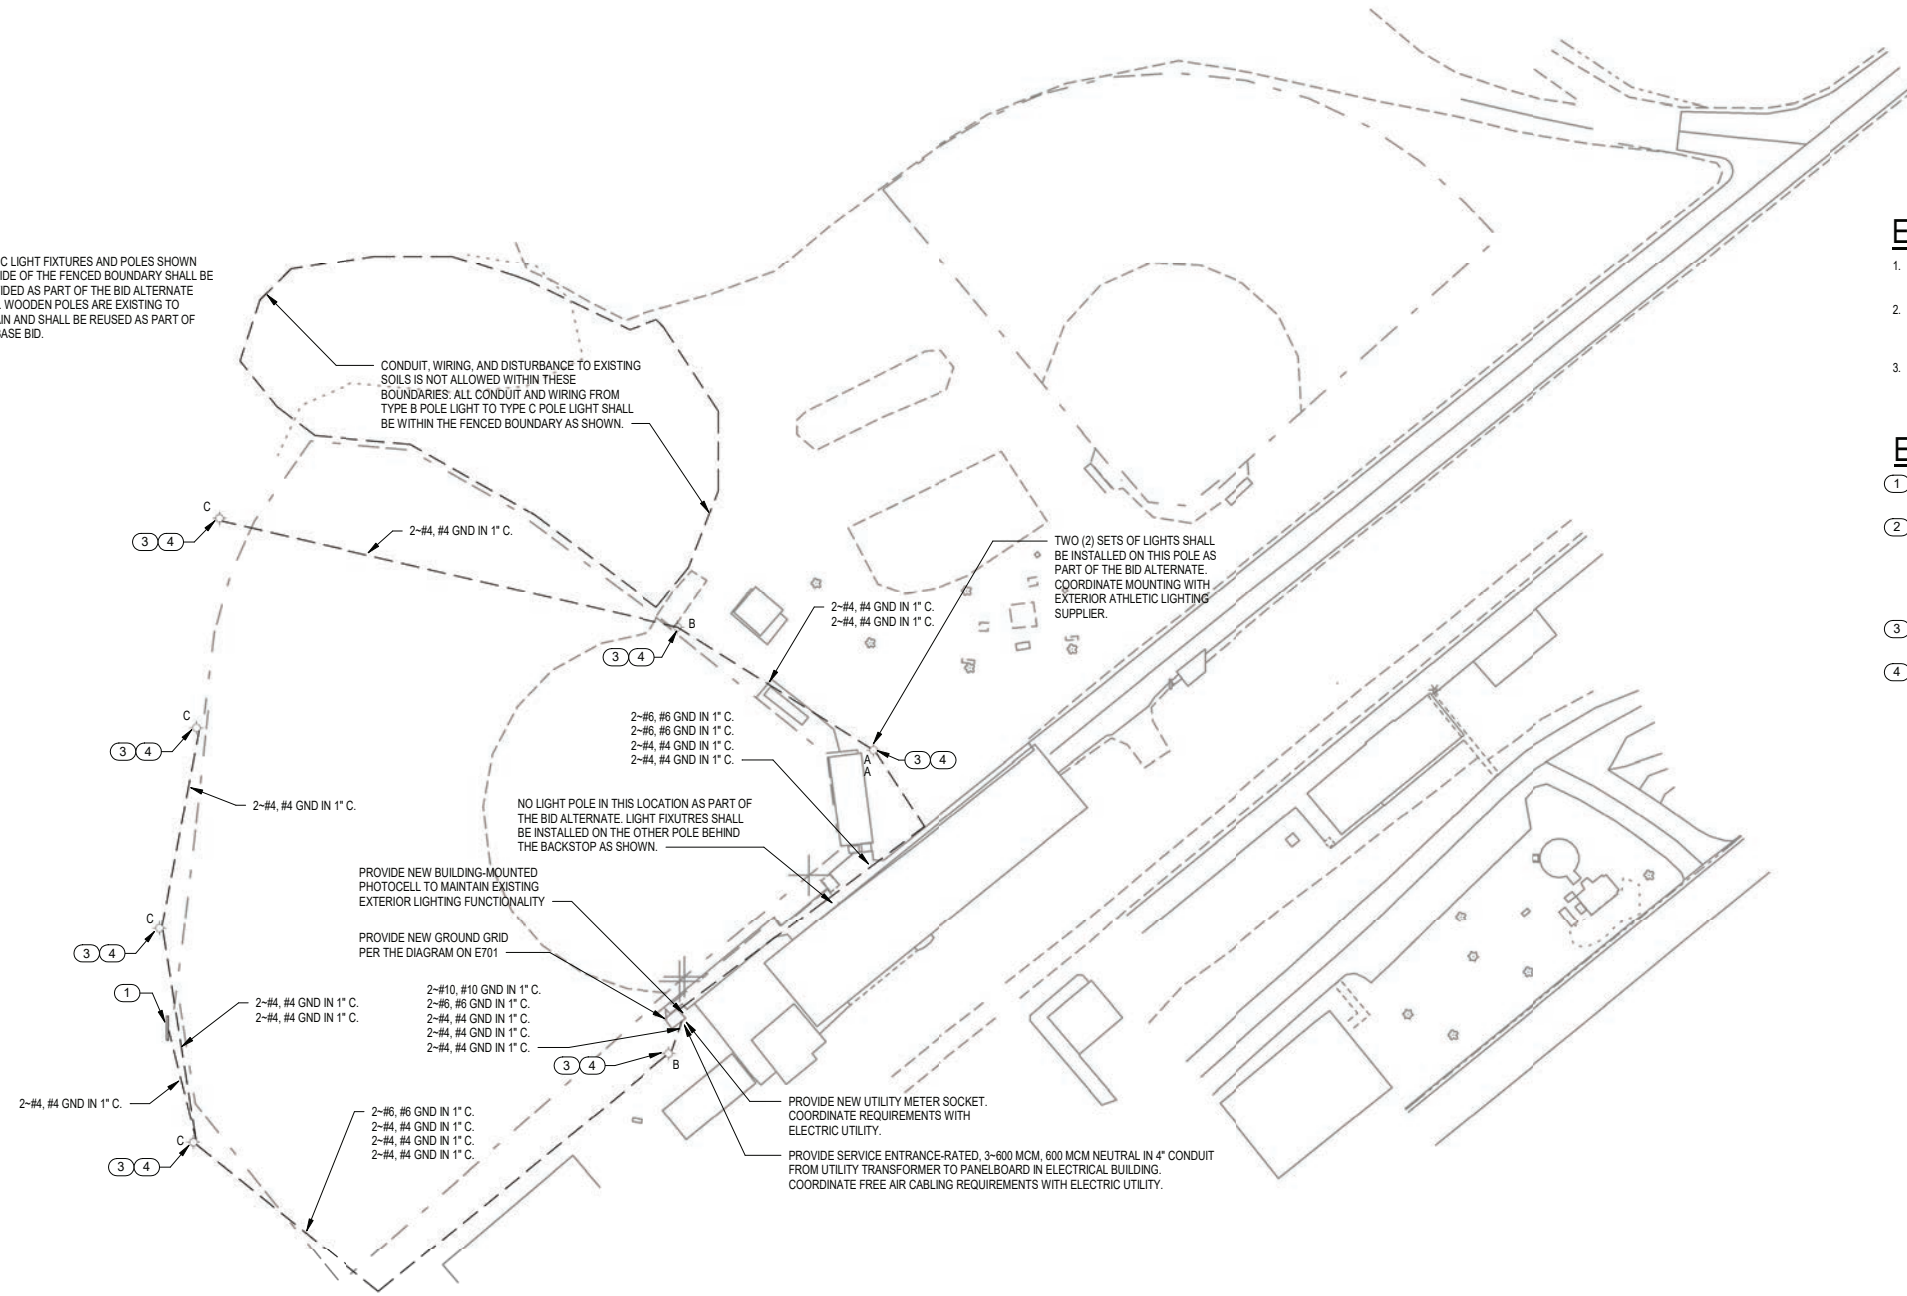 C LIGHT FIXTURES AND POLES SHOWN
IDE OF THE FENCED BOUNDARY SHALL BE
IDED AS PART OF THE BID ALTERNATE
. WOODEN POLES ARE EXISTING TO
IN AND SHALL BE REUSED AS PART OF
BASE BID.
CONDUIT, WIRING, AND DISTURBANCE TO EXISTING
SOILS IS NOT ALLOWED WITHIN THESE
BOUNDARIES. ALL CONDUIT AND WIRING FROM
TYPE B POLE LIGHT TO TYPE C POLE LIGHT SHALL
BE WITHIN THE FENCED BOUNDARY AS SHOWN.
E
1.
2.
3.
E
1
2
3
4
C
3 4
2~#4, #4 GND IN 1" C.
TWO (2) SETS OF LIGHTS SHALL
BE INSTALLED ON THIS POLE AS
PART OF THE BID ALTERNATE.
COORDINATE MOUNTING WITH
EXTERIOR ATHLETIC LIGHTING
SUPPLIER.
2~#4, #4 GND IN 1" C.
2~#4, #4 GND IN 1" C.
B
3 4
C
3 4
2~#6, #6 GND IN 1" C.
2~#6, #6 GND IN 1" C.
2~#4, #4 GND IN 1" C.
2~#4, #4 GND IN 1" C.
A
A
3 4
2~#4, #4 GND IN 1" C.
NO LIGHT POLE IN THIS LOCATION AS PART OF
THE BID ALTERNATE. LIGHT FIXUTRES SHALL
BE INSTALLED ON THE OTHER POLE BEHIND
THE BACKSTOP AS SHOWN.
PROVIDE NEW BUILDING-MOUNTED
PHOTOCELL TO MAINTAIN EXISTING
EXTERIOR LIGHTING FUNCTIONALITY
C
3 4
PROVIDE NEW GROUND GRID
PER THE DIAGRAM ON E701
1
2~#4, #4 GND IN 1" C.
2~#4, #4 GND IN 1" C.
2~#10, #10 GND IN 1" C.
2~#6, #6 GND IN 1" C.
2~#4, #4 GND IN 1" C.
2~#4, #4 GND IN 1" C.
2~#4, #4 GND IN 1" C.
3 4
B
2~#4, #4 GND IN 1" C.
C
3 4
2~#6, #6 GND IN 1" C.
2~#4, #4 GND IN 1" C.
2~#4, #4 GND IN 1" C.
2~#4, #4 GND IN 1" C.
PROVIDE NEW UTILITY METER SOCKET.
COORDINATE REQUIREMENTS WITH
ELECTRIC UTILITY.
PROVIDE SERVICE ENTRANCE-RATED, 3~600 MCM, 600 MCM NEUTRAL IN 4" CONDUIT
FROM UTILITY TRANSFORMER TO PANELBOARD IN ELECTRICAL BUILDING.
COORDINATE FREE AIR CABLING REQUIREMENTS WITH ELECTRIC UTILITY.